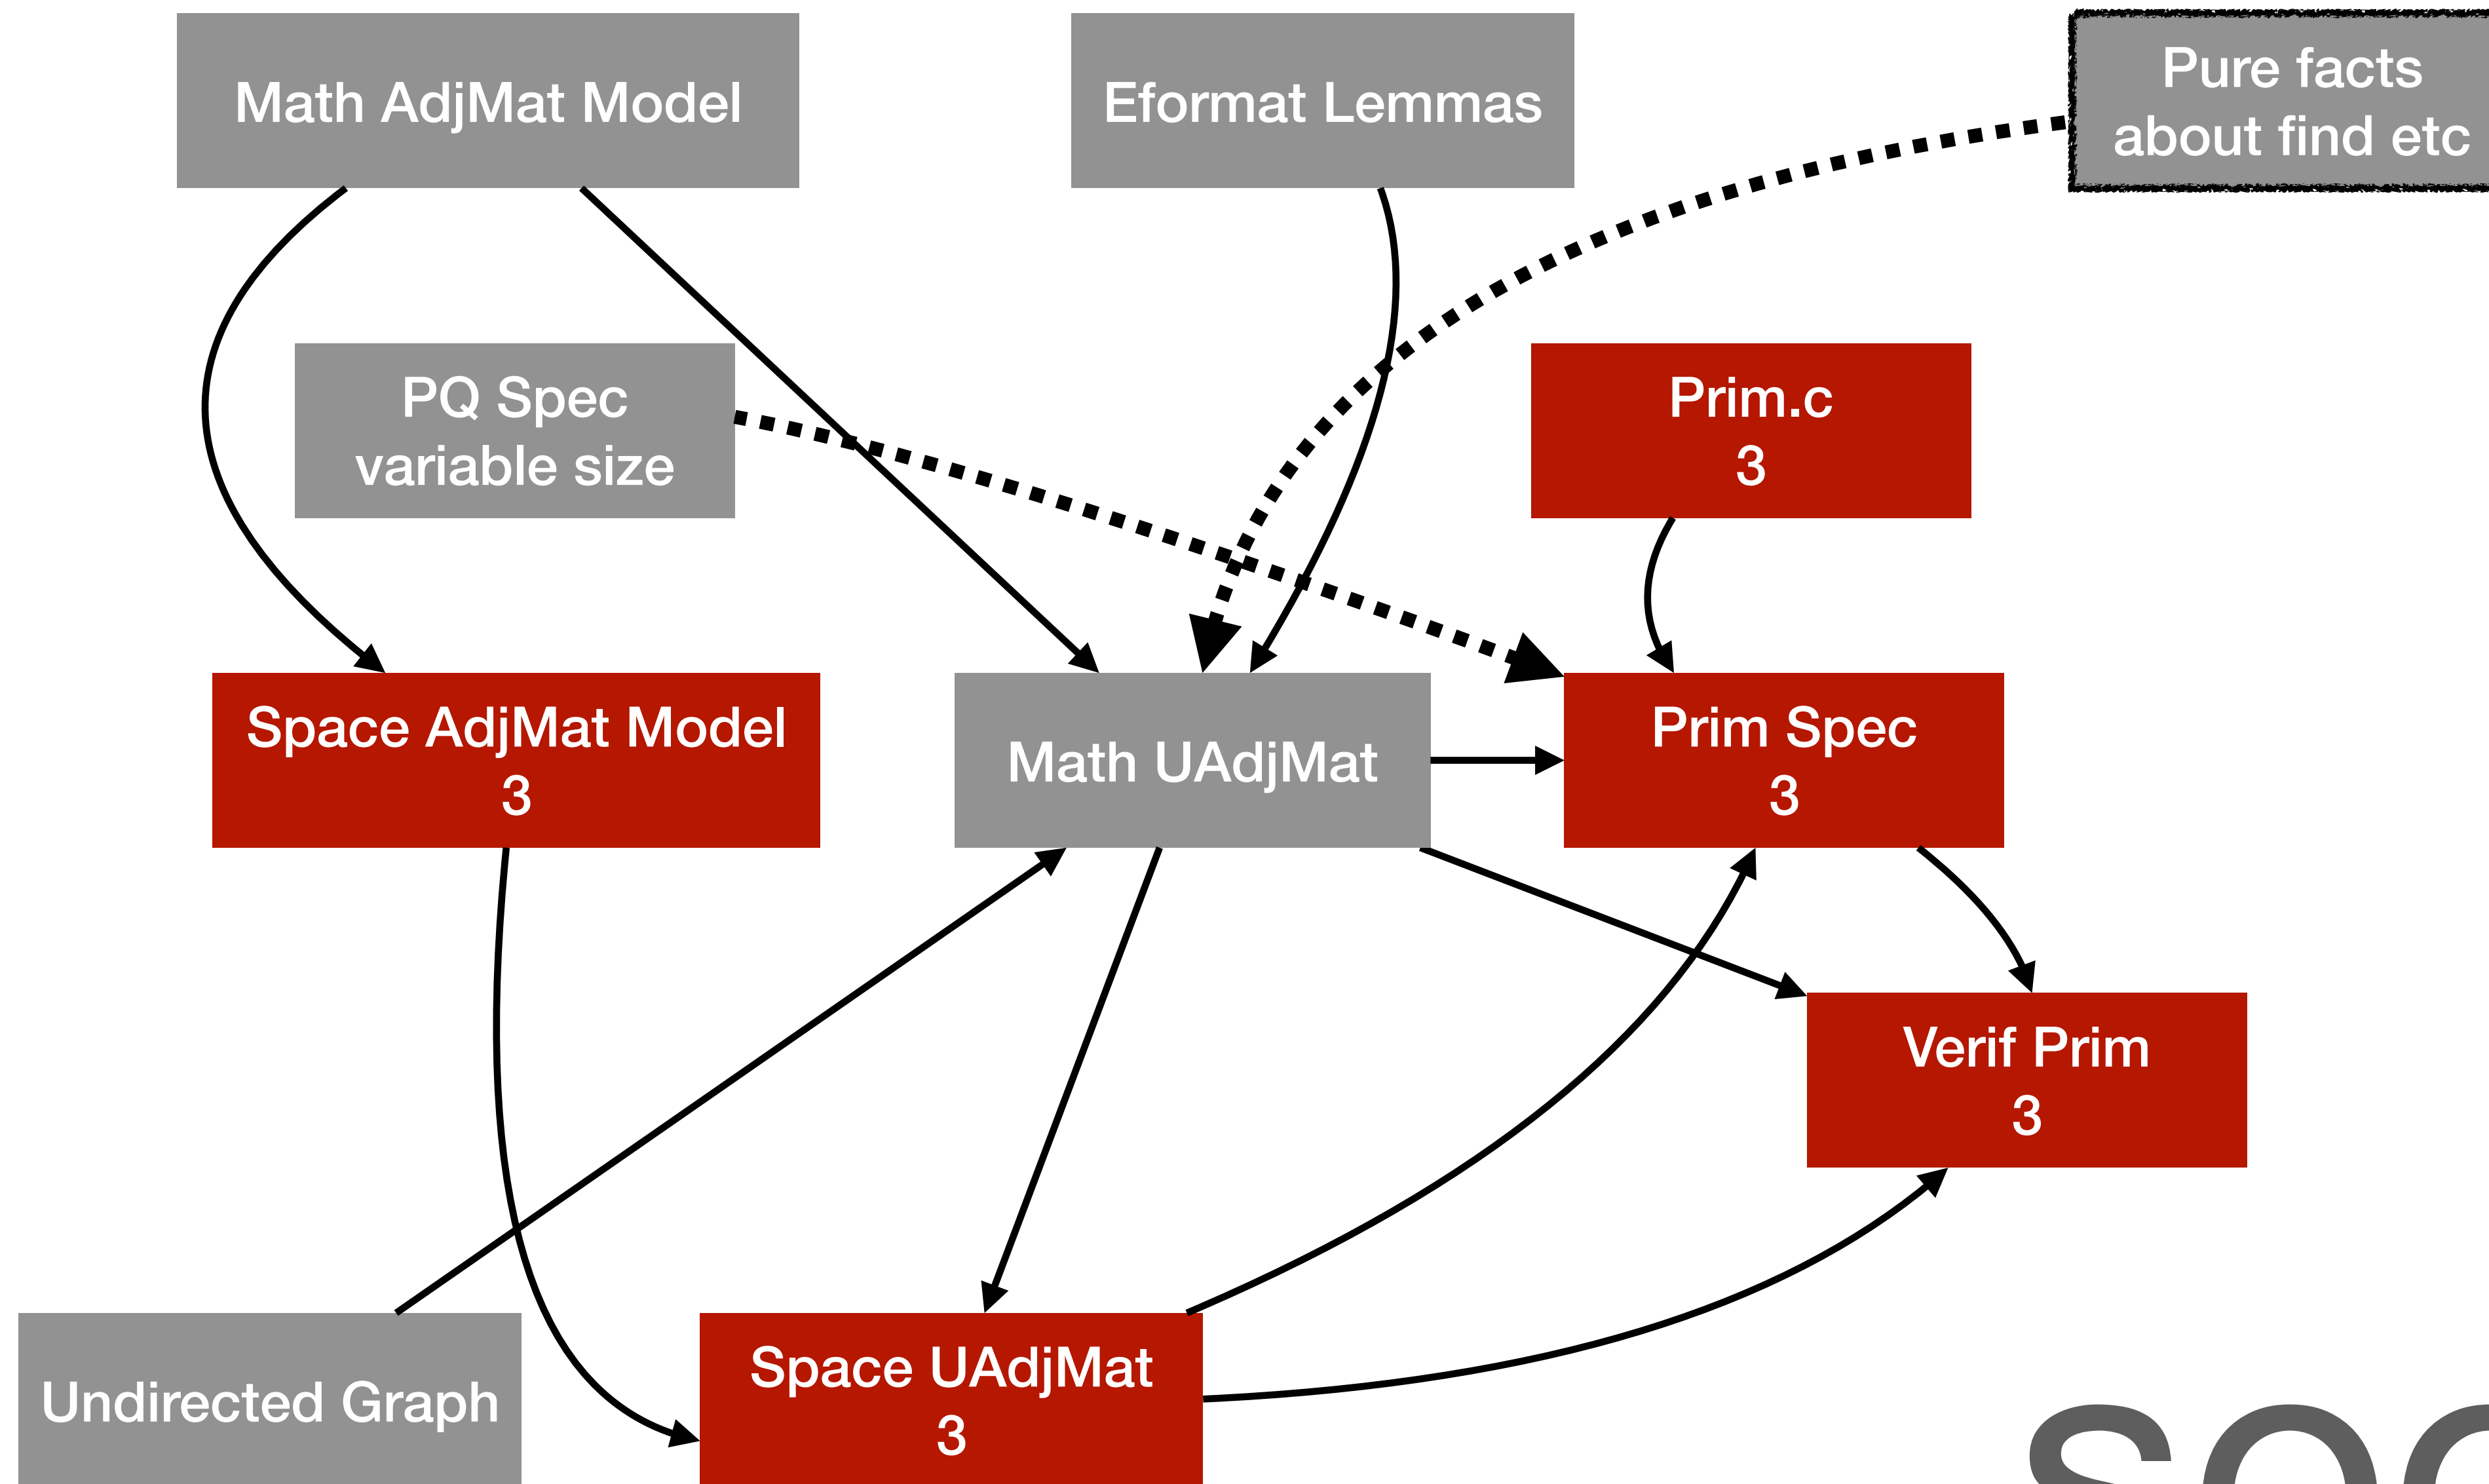 Math AdjMat Model
Eformat Lemmas
Pure facts
about find etc
PQ Spec
variable size
Prim.c
3
Space AdjMat Model
3
Math UAdjMat
Prim Spec
3
Verif Prim
3
Undirected Graph
Space UAdjMat
3